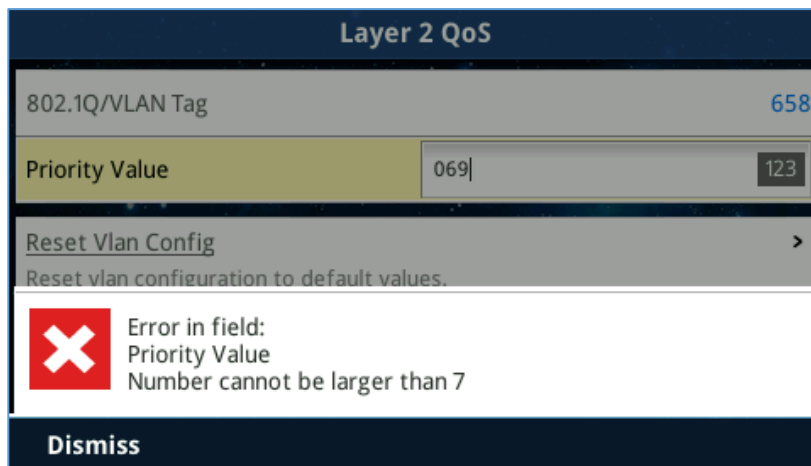 Layer 2 QoS
802.1Q/VLAN Tag 658
Priority Value 069 123
Reset Vlan Config >
Reset vlan configuration to default values.
Error in field:
Priority Value
Number cannot be larger than 7
Dismiss